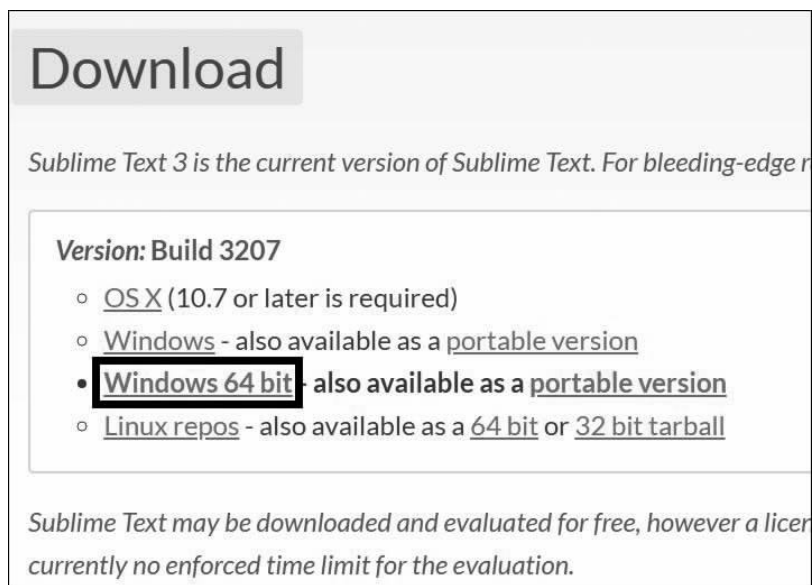 Download
Sublime Text 3 is the current version of Sublime Text. For bleeding-edge
Version: Build 3207
OS X (10.7 or later is required)
Windows - also available as a portable version
Windows 64 bit - also available as a portable version
Linux repos - also available as a 64 bit or 32 bit tarball
Sublime Text may be downloaded and evaluated for free, however a
currently no enforced time limit for the evaluation.